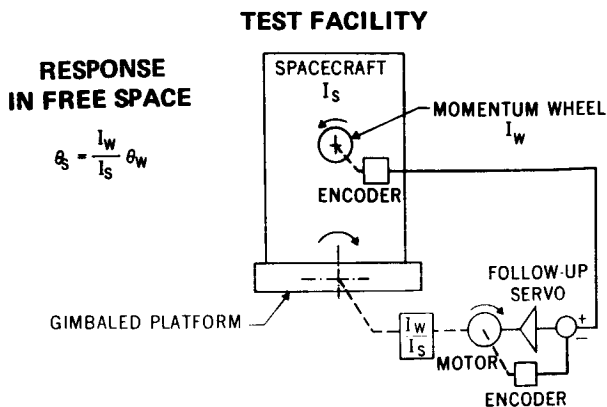 TEST FACILITY
RESPONSE
IN FREE SPACE
θS = IW/IS θW
SPACECRAFT
IS
MOMENTUM WHEEL
IW
ENCODER
GIMBALED PLATFORM
IW
IS
MOTOR
FOLLOW-UP
SERVO
+
−
ENCODER